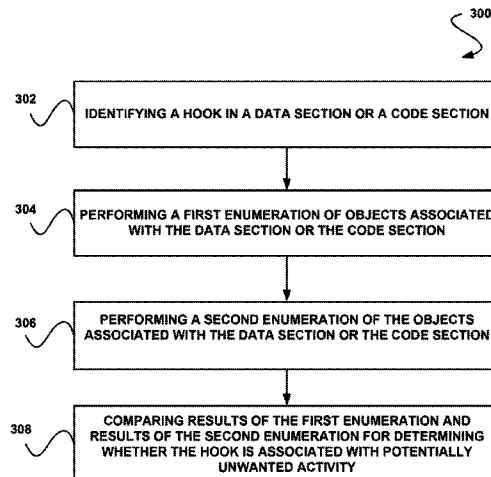 300
302
IDENTIFYING A HOOK IN A DATA SECTION OR A CODE SECTION
304
PERFORMING A FIRST ENUMERATION OF OBJECTS ASSOCIATED
WITH THE DATA SECTION OR THE CODE SECTION
306
PERFORMING A SECOND ENUMERATION OF THE OBJECTS
ASSOCIATED WITH THE DATA SECTION OR THE CODE SECTION
308
COMPARING RESULTS OF THE FIRST ENUMERATION AND
RESULTS OF THE SECOND ENUMERATION FOR DETERMINING
WHETHER THE HOOK IS ASSOCIATED WITH POTENTIALLY
UNWANTED ACTIVITY